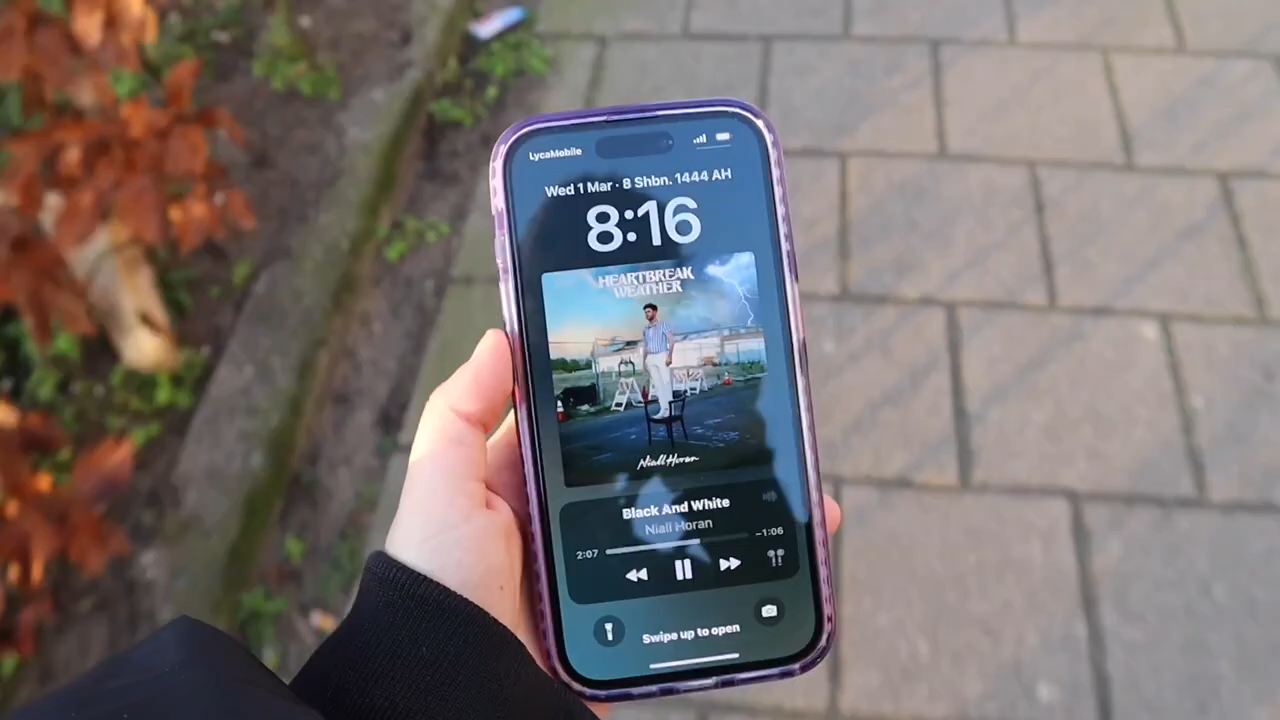 LycaMobile
Wed 1 Mar · 8 Shbn. 1444 AH
8:16
HEARTBREAK
WEATHER
Niall Horan
Black And White
Niall Horan
2:07
-1:06
Swipe up to open